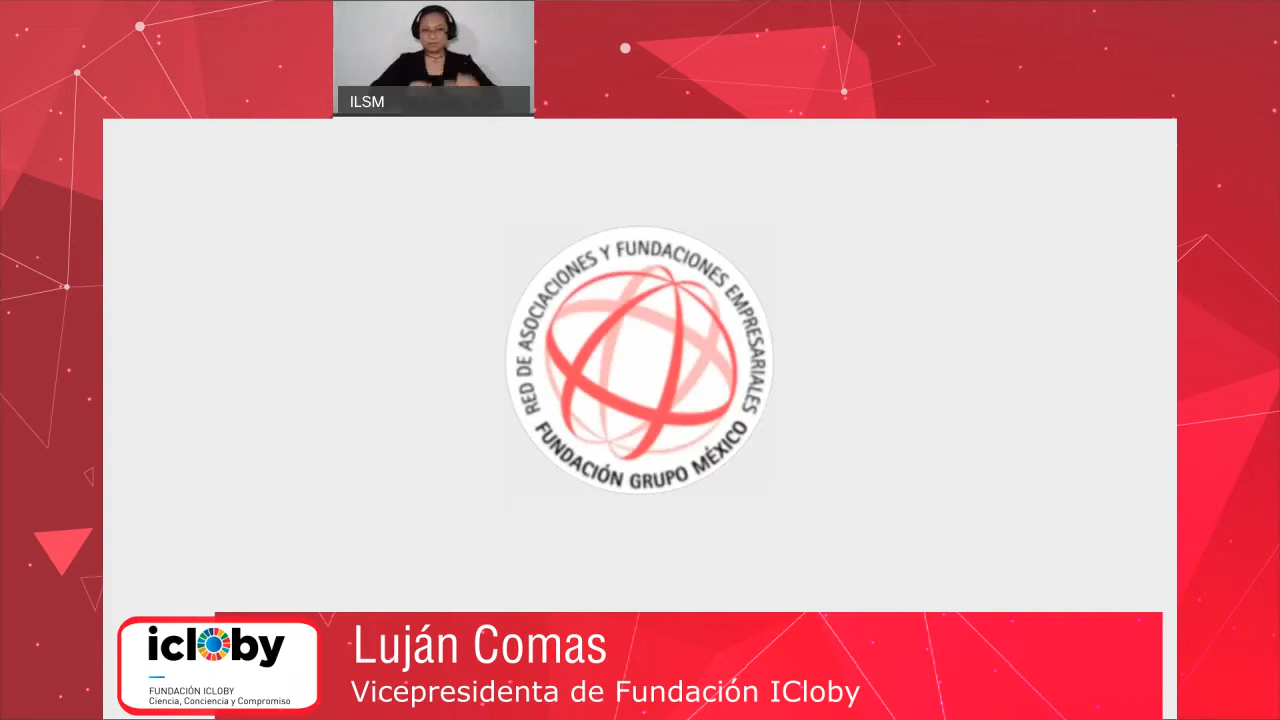 ILSM
RED DE ASOCIACIONES Y FUNDACIONES EMPRESARIALES
FUNDACIÓN GRUPO MÉXICO
icloby
FUNDACIÓN ICLOBY
Ciencia, Conciencia y Compromiso
Luján Comas
Vicepresidenta de Fundación ICloby